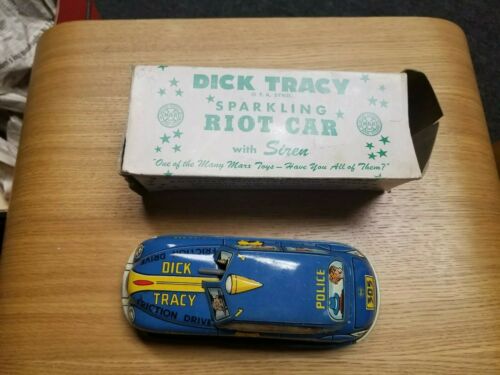 DICK TRACY
SPARKLING
RIOT CAR
with Siren
"One of the Many Marx Toys - Have You All of Them?"
FRICTION DRIVE
DICK
TRACY
FRICTION DRIVE
POLICE
SOS